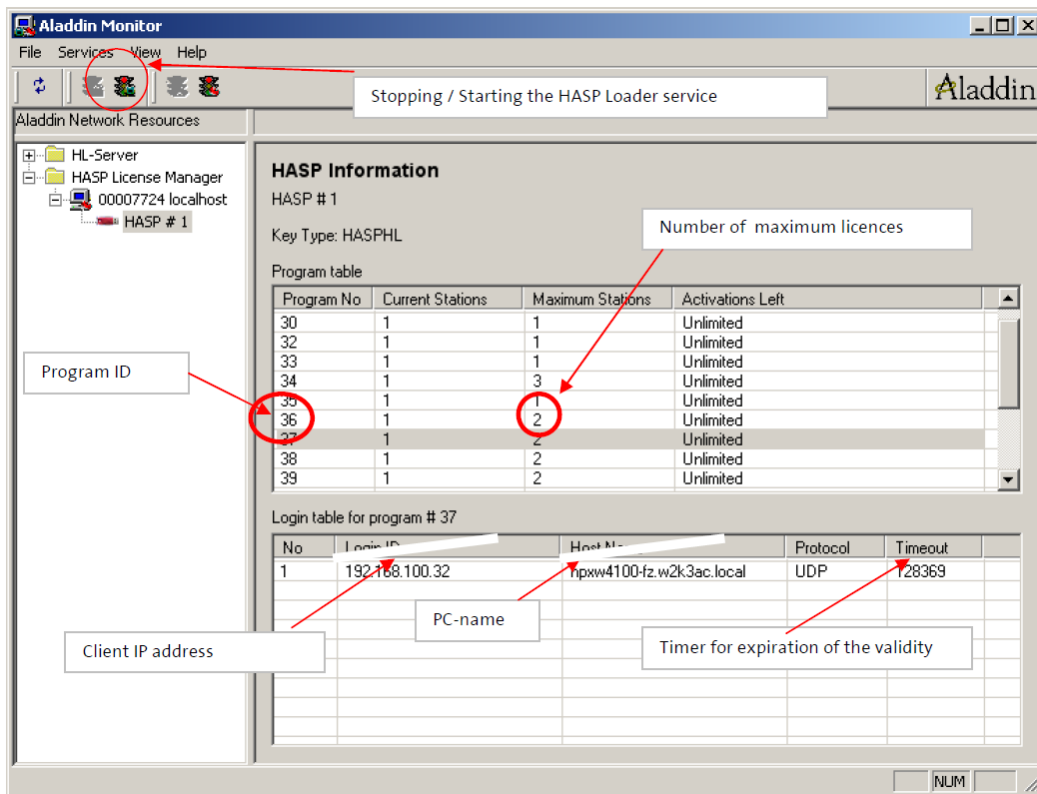 Aladdin Monitor
File Services View Help
Stopping / Starting the HASP Loader service
Aladdin
Aladdin Network Resources
HL-Server
HASP License Manager
00007724 localhost
HASP # 1
HASP Information
HASP # 1
Key Type: HASPHL
Number of maximum licences
Program table
Program No Current Stations Maximum Stations Activations Left
30 1 1 Unlimited
32 1 1 Unlimited
33 1 1 Unlimited
34 1 3 Unlimited
35 1 1 Unlimited
36 1 2 Unlimited
37 1 2 Unlimited
38 1 2 Unlimited
39 1 2 Unlimited
Program ID
Login table for program # 37
No Login ID Host Protocol Timeout
1 192.168.100.32 hpxw4100-fz.w2k3ac.local UDP 128369
PC-name
Client IP address
Timer for expiration of the validity
NUM